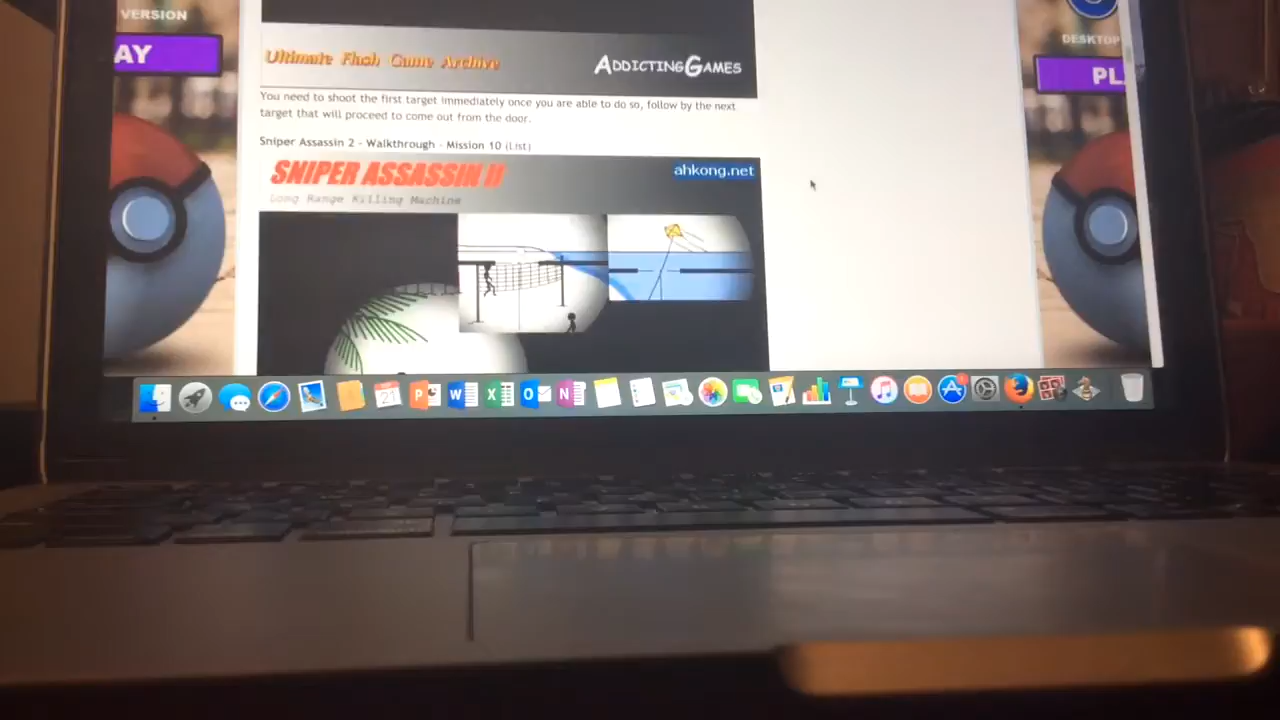 VERSION
AY
DESKTOP
PL
Ultimate Flash Game Archive
ADDICTINGGAMES
You need to shoot the first target immediately once you are able to do so, follow by the next
target that will proceed to come out from the door.
Sniper Assassin 2 - Walkthrough - Mission 10 (List)
SNIPER ASSASSIN II
ahkong.net
Long Range Killing Machine
21
P
W
X
O
N